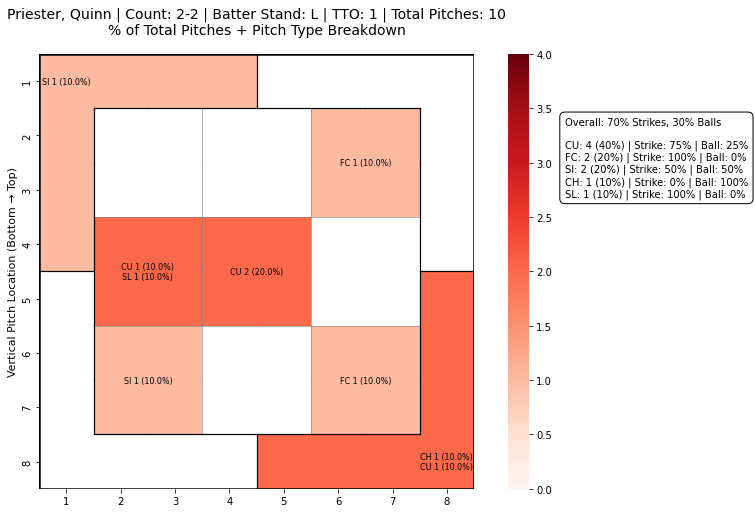 Priester, Quinn | Count: 2-2 | Batter Stand: L | TTO: 1 | Total Pitches: 10
% of Total Pitches + Pitch Type Breakdown
Vertical Pitch Location (Bottom → Top)
1
2
3
4
5
6
7
8
SI 1 (10.0%)
FC 1 (10.0%)
CU 1 (10.0%)
SL 1 (10.0%)
CU 2 (20.0%)
SI 1 (10.0%)
FC 1 (10.0%)
CH 1 (10.0%)
CU 1 (10.0%)
1 2 3 4 5 6 7 8
4.0
3.5
3.0
2.5
2.0
1.5
1.0
0.5
0.0
Overall: 70% Strikes, 30% Balls
CU: 4 (40%) | Strike: 75% | Ball: 25%
FC: 2 (20%) | Strike: 100% | Ball: 0%
SI: 2 (20%) | Strike: 50% | Ball: 50%
CH: 1 (10%) | Strike: 0% | Ball: 100%
SL: 1 (10%) | Strike: 100% | Ball: 0%